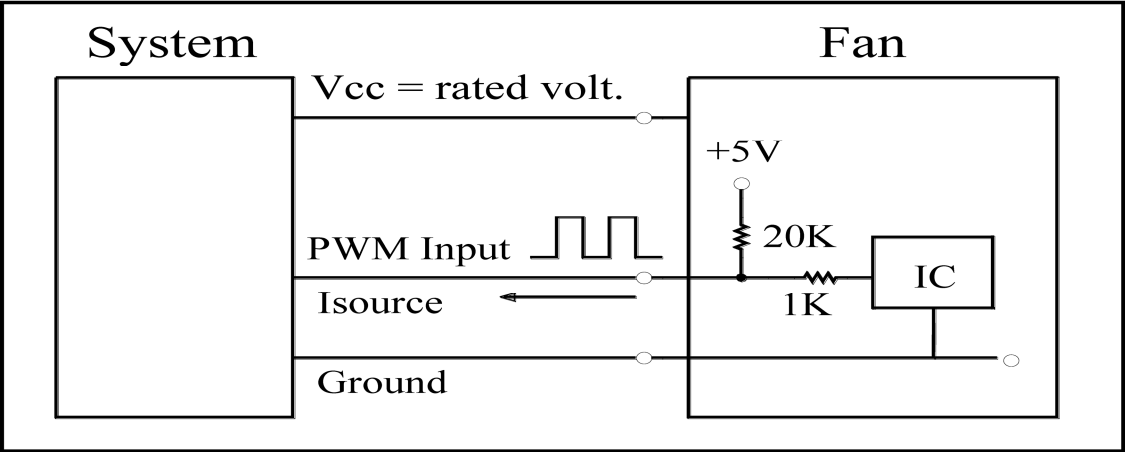 System
Fan
Vcc = rated volt.
+5V
20K
PWM Input
IC
1K
Isource
Ground